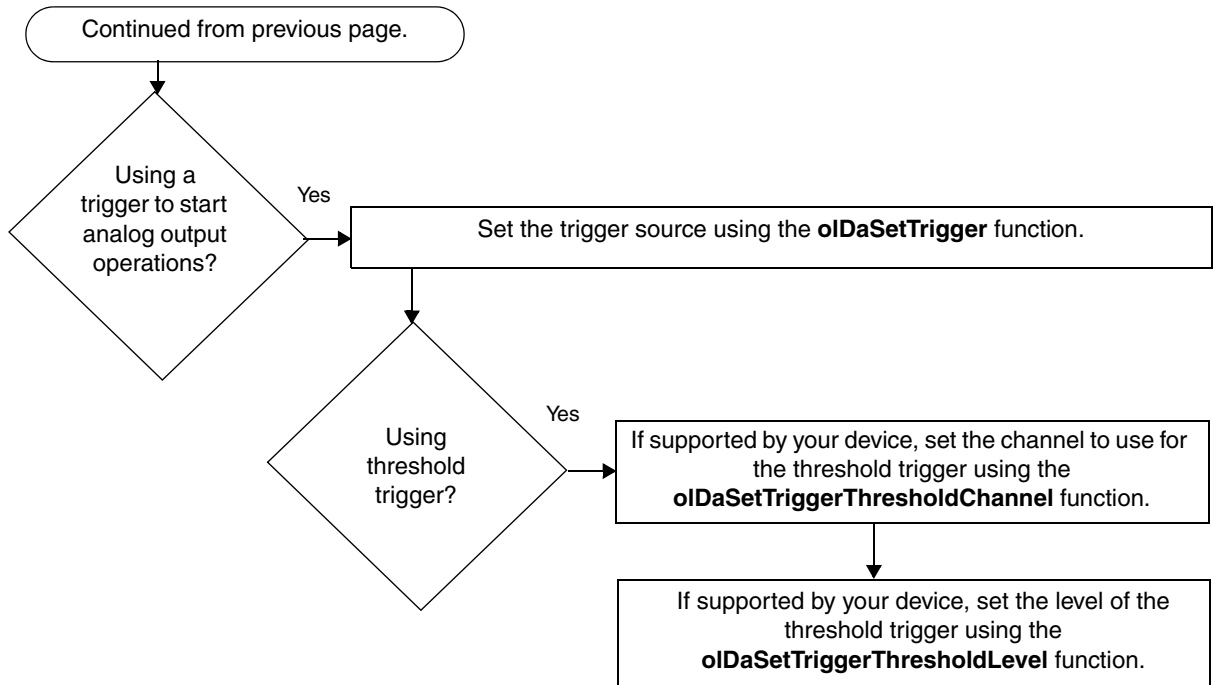 Continued from previous page.
Using a
trigger to start
analog output
operations?
Yes
Set the trigger source using the olDaSetTrigger function.
Using
threshold
trigger?
Yes
If supported by your device, set the channel to use for
the threshold trigger using the
olDaSetTriggerThresholdChannel function.
If supported by your device, set the level of the
threshold trigger using the
olDaSetTriggerThresholdLevel function.